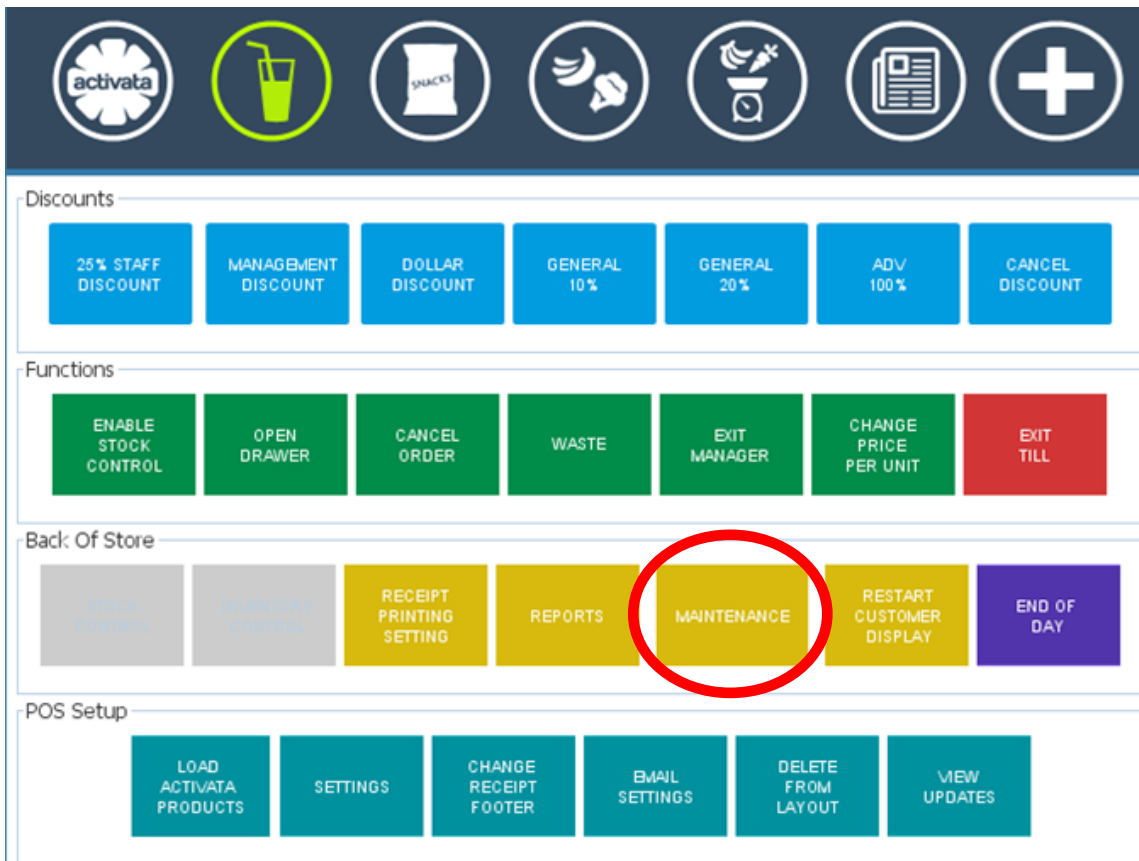 activata
SNACKS
Discounts
25% STAFF
DISCOUNT
MANAGEMENT
DISCOUNT
DOLLAR
DISCOUNT
GENERAL
10%
GENERAL
20%
ADV
100%
CANCEL
DISCOUNT
Functions
ENABLE
STOCK
CONTROL
OPEN
DRAWER
CANCEL
ORDER
WASTE
EXIT
MANAGER
CHANGE
PRICE
PER UNIT
EXIT
TILL
Back Of Store
CONTROL
CONTROL
RECEIPT
PRINTING
SETTING
REPORTS
MAINTENANCE
RESTART
CUSTOMER
DISPLAY
END OF
DAY
POS Setup
LOAD
ACTIVATA
PRODUCTS
SETTINGS
CHANGE
RECEIPT
FOOTER
EMAIL
SETTINGS
DELETE
FROM
LAYOUT
VIEW
UPDATES